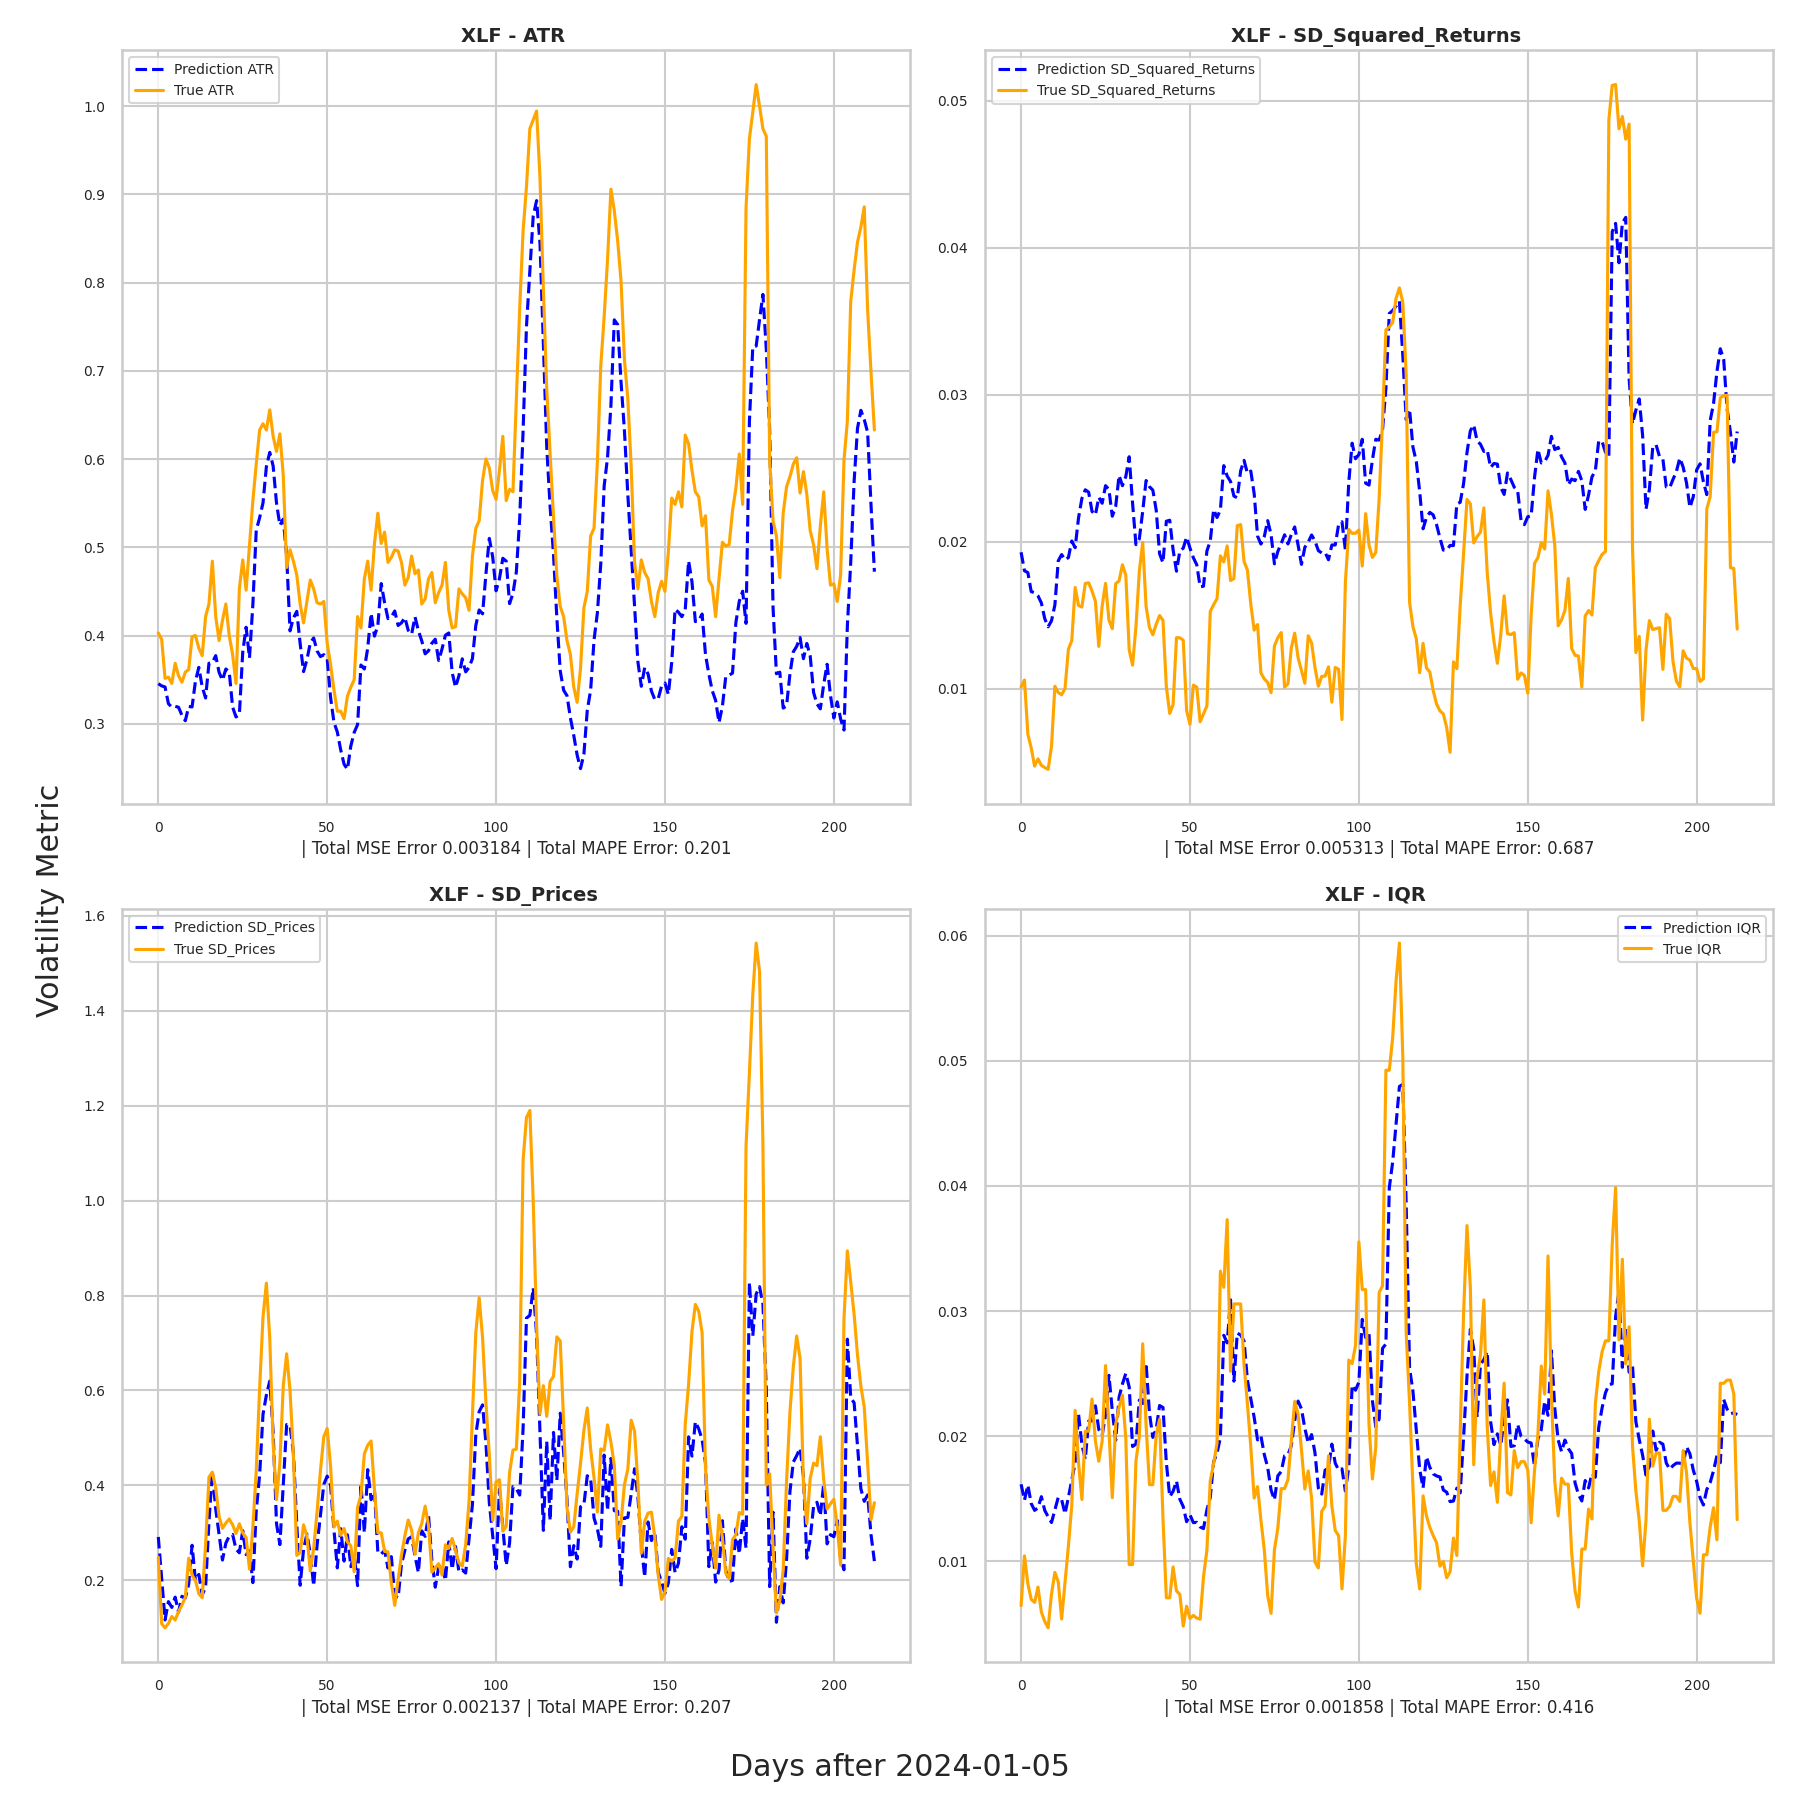 XLF - ATR
Prediction ATR
True ATR
1.0
0.9
0.8
0.7
0.6
0.5
0.4
0.3
0 50 100 150 200
| Total MSE Error 0.003184 | Total MAPE Error: 0.201
XLF - SD_Squared_Returns
Prediction SD_Squared_Returns
True SD_Squared_Returns
0.05
0.04
0.03
0.02
0.01
0 50 100 150 200
| Total MSE Error 0.005313 | Total MAPE Error: 0.687
Volatility Metric
XLF - SD_Prices
Prediction SD_Prices
True SD_Prices
1.6
1.4
1.2
1.0
0.8
0.6
0.4
0.2
0 50 100 150 200
| Total MSE Error 0.002137 | Total MAPE Error: 0.207
XLF - IQR
Prediction IQR
True IQR
0.06
0.05
0.04
0.03
0.02
0.01
0 50 100 150 200
| Total MSE Error 0.001858 | Total MAPE Error: 0.416
Days after 2024-01-05